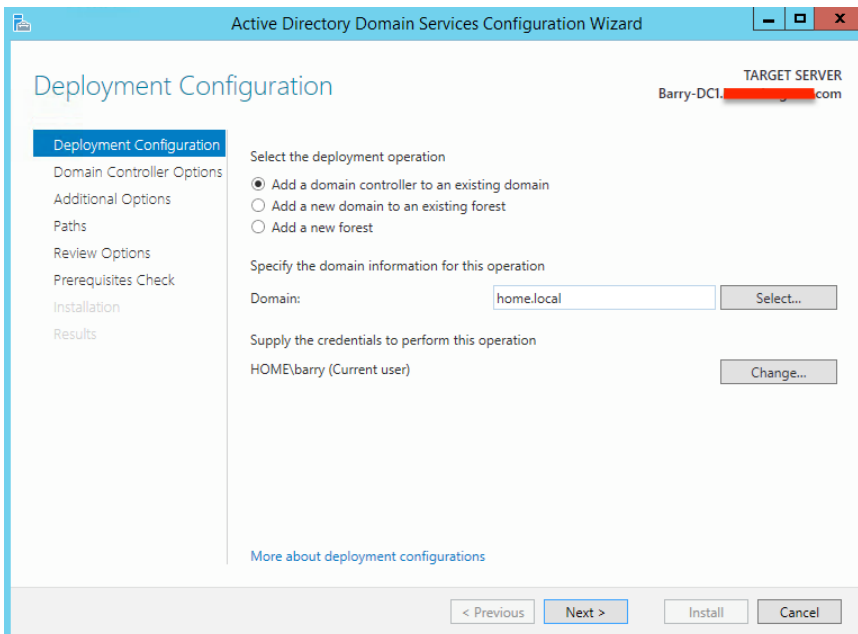 Active Directory Domain Services Configuration Wizard
Deployment Configuration
TARGET SERVER
Barry-DC1. .com
Deployment Configuration
Domain Controller Options
Additional Options
Paths
Review Options
Prerequisites Check
Installation
Results
Select the deployment operation
Add a domain controller to an existing domain
Add a new domain to an existing forest
Add a new forest
Specify the domain information for this operation
Domain: home.local Select...
Supply the credentials to perform this operation
HOME\barry (Current user) Change...
More about deployment configurations
< Previous Next > Install Cancel